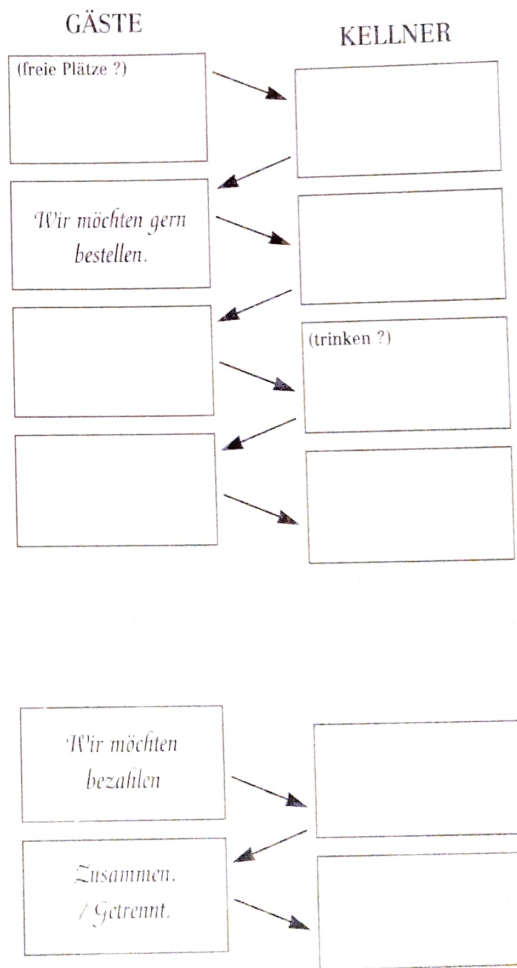 GÄSTE
KELLNER
(freie Plätze ?)
Wir möchten gern
bestellen.
(trinken ?)
Wir möchten
bezahlen
Zusammen.
/ Getrennt.